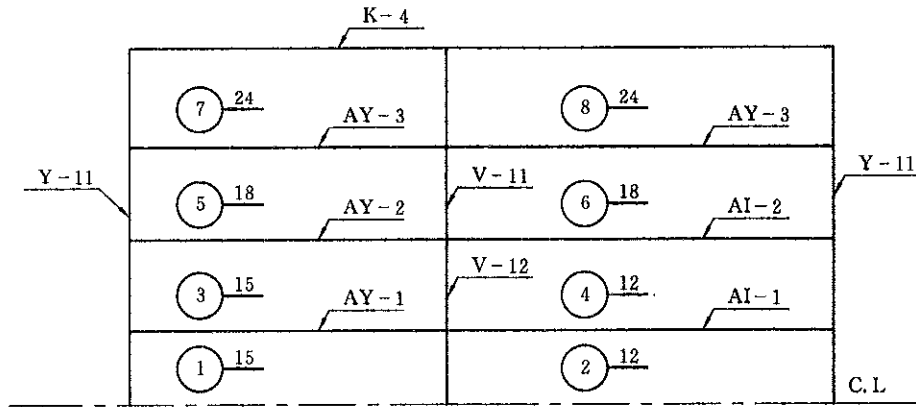 K-4
7 24
8 24
AY-3
AY-3
Y-11
V-11
Y-11
5 18
6 18
AY-2
AI-2
V-12
3 15
4 12
AY-1
AI-1
1 15
2 12
C.L